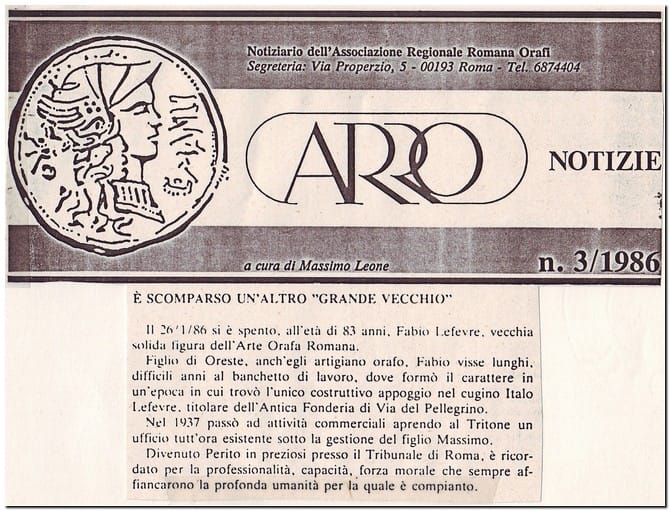 Notiziario dell'Associazione Regionale Romana Orafi
Segreteria: Via Properzio, 5 - 00193 Roma - Tel. 6874404
ARRO
NOTIZIE
a cura di Massimo Leone
n. 3/1986
È SCOMPARSO UN'ALTRO "GRANDE VECCHIO"
Il 26/1/86 si è spento, all'età di 83 anni, Fabio Lefevre, vecchia
solida figura dell'Arte Orafa Romana.
Figlio di Oreste, anch'egli artigiano orafo, Fabio visse lunghi,
difficili anni al banchetto di lavoro, dove formò il carattere in
un'epoca in cui trovò l'unico costruttivo appoggio nel cugino Italo
Lefevre, titolare dell'Antica Fonderia di Via del Pellegrino.
Nel 1937 passò ad attività commerciali aprendo al Tritone un
ufficio tutt'ora esistente sotto la gestione del figlio Massimo.
Divenuto Perito in preziosi presso il Tribunale di Roma, è ricor-
dato per la professionalità, capacità, forza morale che sempre af-
fiancarono la profonda umanità per la quale è compianto.